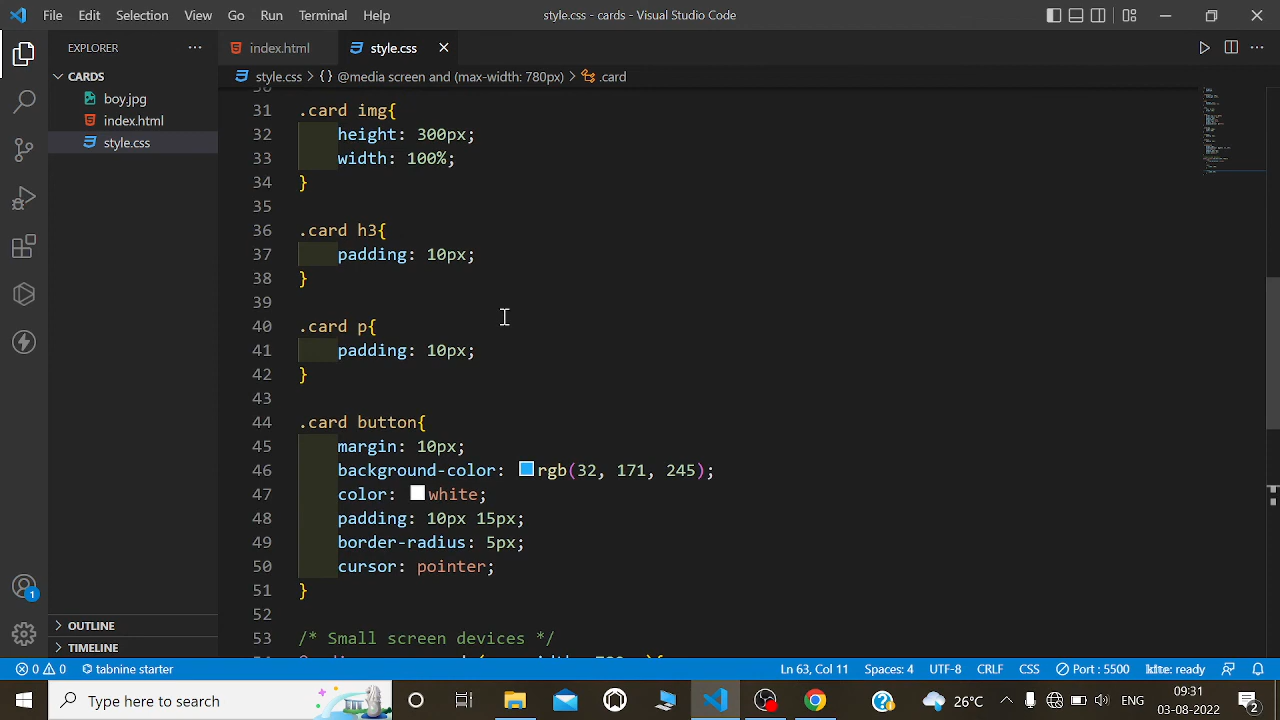 File Edit Selection View Go Run Terminal Help
style.css - cards - Visual Studio Code
EXPLORER
index.html
style.css
CARDS
style.css > {} @media screen and (max-width: 780px) > .card
boy.jpg
index.html
style.css
31 .card img{
32 height: 300px;
33 width: 100%;
34 }
35
36 .card h3{
37 padding: 10px;
38 }
39
40 .card p{
41 padding: 10px;
42 }
43
44 .card button{
45 margin: 10px;
46 background-color: rgb(32, 171, 245);
47 color: white;
48 padding: 10px 15px;
49 border-radius: 5px;
50 cursor: pointer;
51 }
52
53 /* Small screen devices */
OUTLINE
TIMELINE
1
0 0 tabnine starter
Ln 63, Col 11 Spaces: 4 UTF-8 CRLF CSS Port : 5500 kite: ready
Type here to search
26°C
ENG
09:31
03-08-2022
2